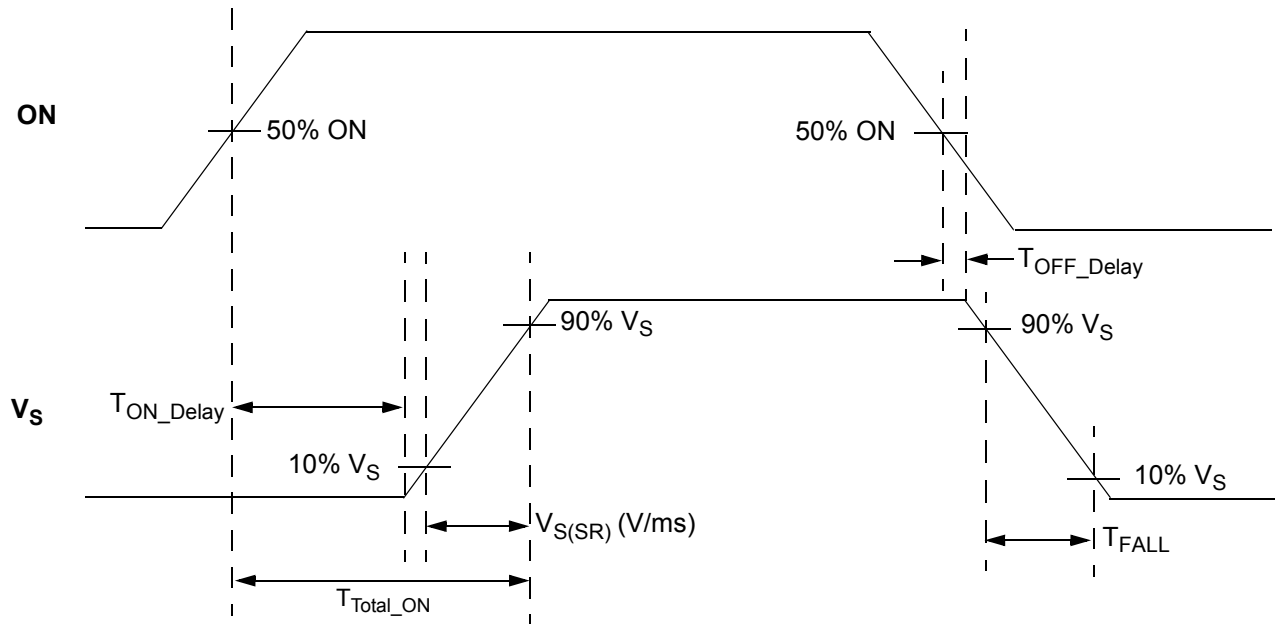 ON
50% ON
50% ON
T_OFF_Delay
90% V_S
90% V_S
T_ON_Delay
V_S
10% V_S
10% V_S
V_S(SR) (V/ms)
T_FALL
T_Total_ON